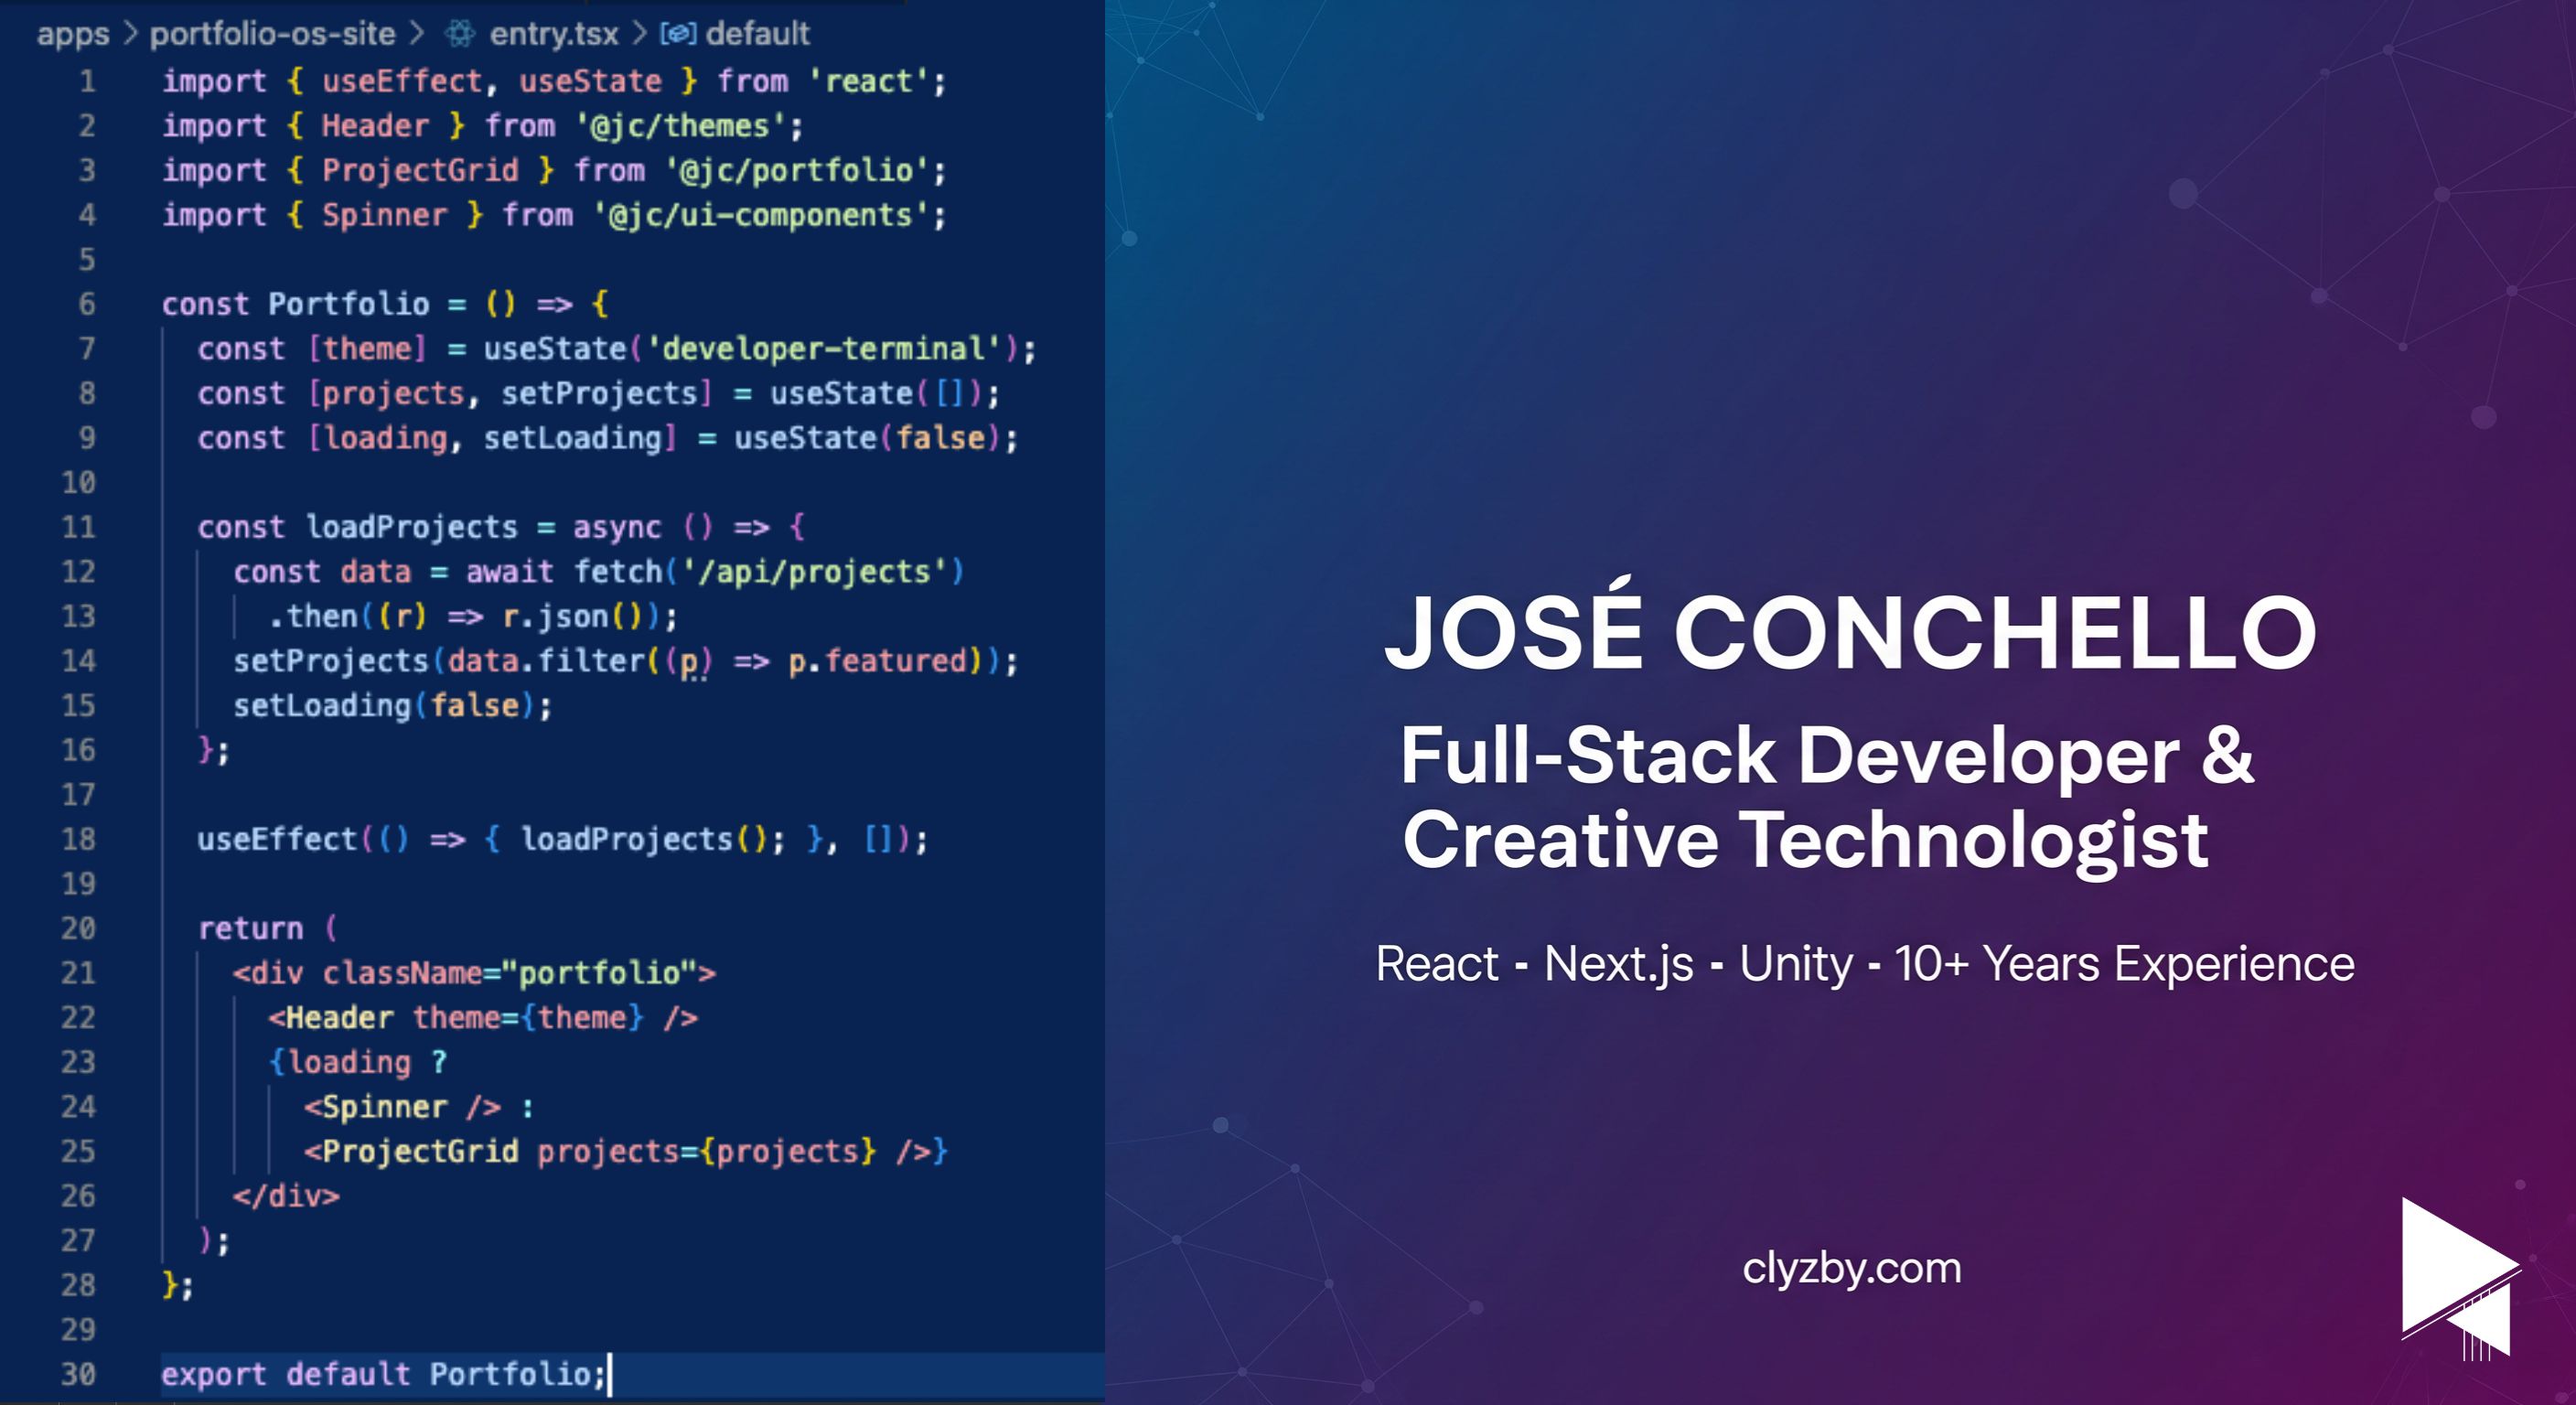 apps > portfolio-os-site > entry.tsx > default
1 import { useEffect, useState } from 'react';
2 import { Header } from '@jc/themes';
3 import { ProjectGrid } from '@jc/portfolio';
4 import { Spinner } from '@jc/ui-components';
5
6 const Portfolio = () => {
7   const [theme] = useState('developer-terminal');
8   const [projects, setProjects] = useState([]);
9   const [loading, setLoading] = useState(false);
10
11   const loadProjects = async () => {
12     const data = await fetch('/api/projects')
13       .then((r) => r.json());
14     setProjects(data.filter((p) => p.featured));
15     setLoading(false);
16   };
17
18   useEffect(() => { loadProjects(); }, []);
19
20   return (
21     <div className="portfolio">
22       <Header theme={theme} />
23       {loading ?
24         <Spinner /> :
25         <ProjectGrid projects={projects} />}
26     </div>
27   );
28 };
29
30 export default Portfolio;
JOSÉ CONCHELLO
Full-Stack Developer &
Creative Technologist
React - Next.js - Unity - 10+ Years Experience
clyzby.com